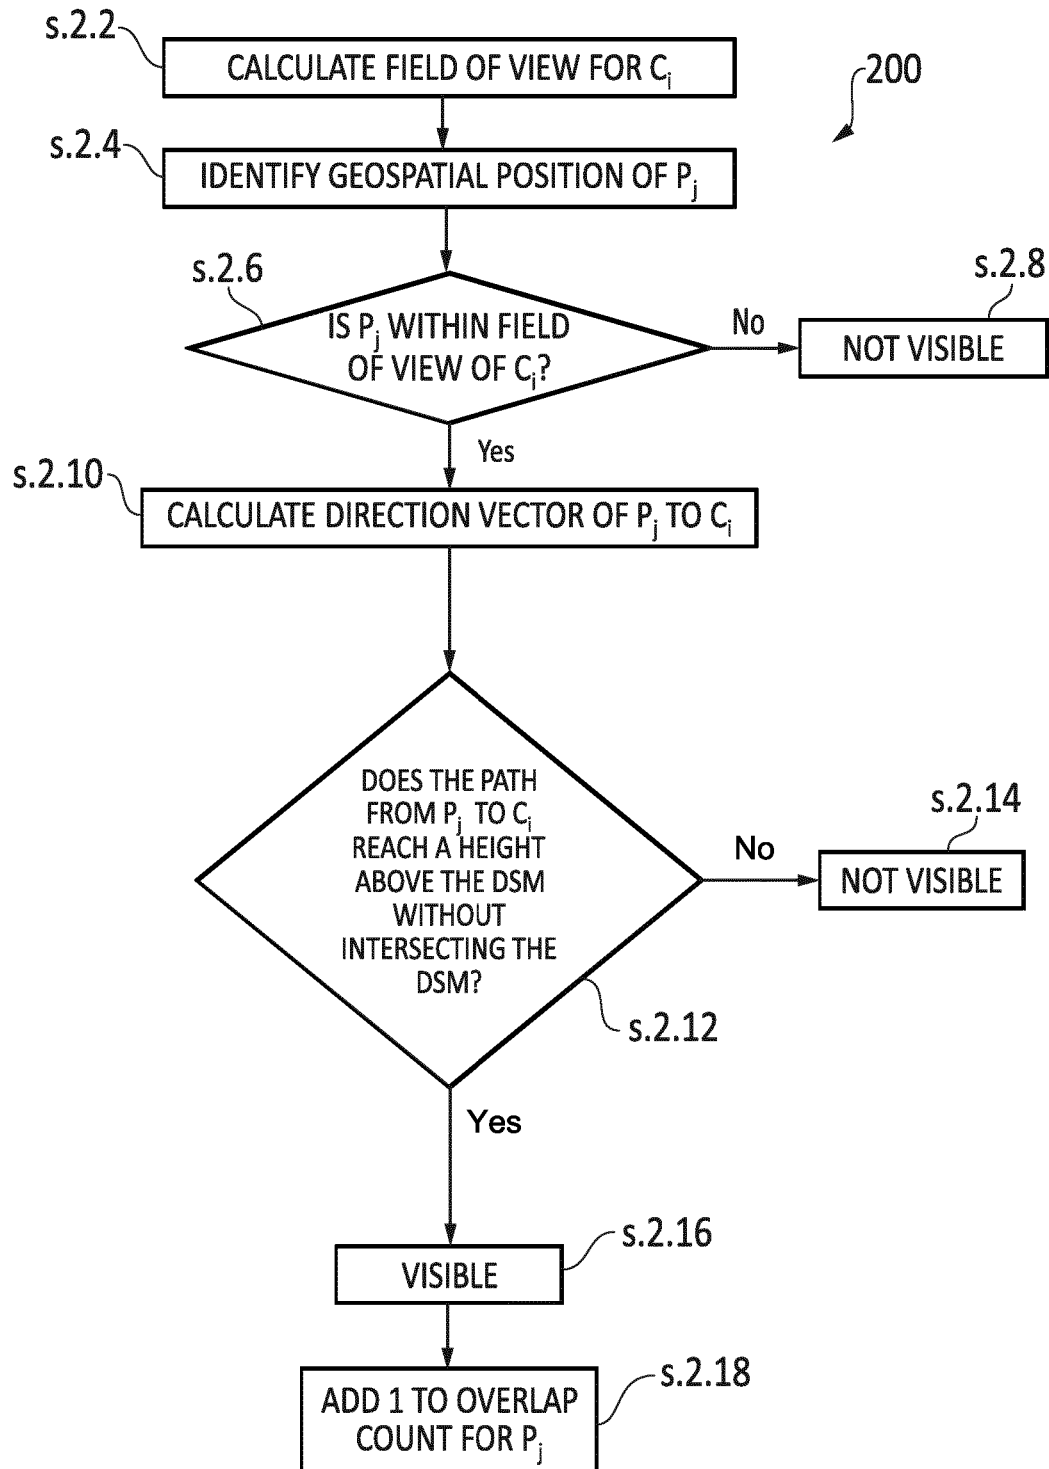 s.2.2
CALCULATE FIELD OF VIEW FOR Ci
200
s.2.4
IDENTIFY GEOSPATIAL POSITION OF Pj
s.2.6
IS Pj WITHIN FIELD
OF VIEW OF Ci?
No
s.2.8
NOT VISIBLE
Yes
s.2.10
CALCULATE DIRECTION VECTOR OF Pj TO Ci
DOES THE PATH
FROM Pj TO Ci
REACH A HEIGHT
ABOVE THE DSM
WITHOUT
INTERSECTING THE
DSM?
No
s.2.14
NOT VISIBLE
s.2.12
Yes
s.2.16
VISIBLE
s.2.18
ADD 1 TO OVERLAP
COUNT FOR Pj